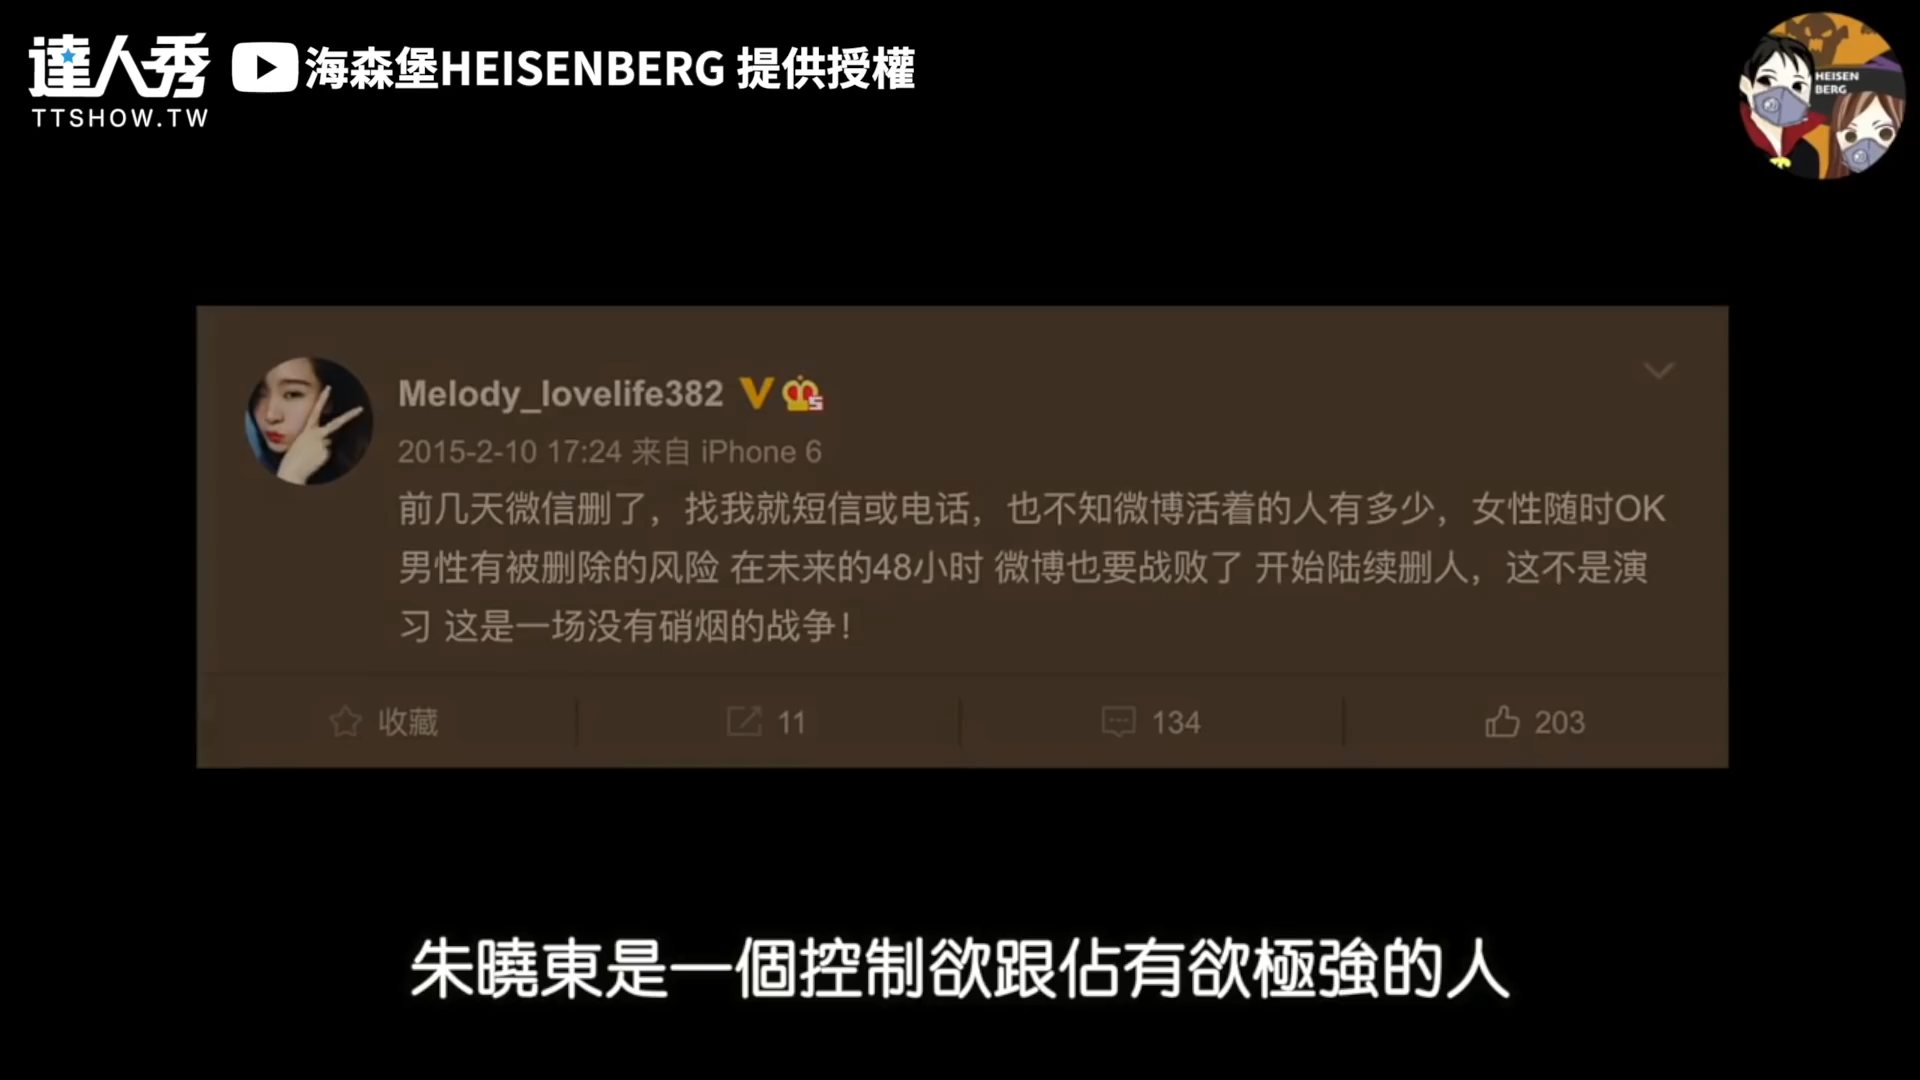 達人秀
TTSHOW.TW
海森堡HEISENBERG 提供授權
HEISEN
BERG
Melody_lovelife382
2015-2-10 17:24 来自 iPhone 6
前几天微信删了，找我就短信或电话，也不知微博活着的人有多少，女性随时OK
男性有被删除的风险 在未来的48小时 微博也要战败了 开始陆续删人，这不是演
习 这是一场没有硝烟的战争！
收藏
11
134
203
朱曉東是一個控制欲跟佔有欲極強的人